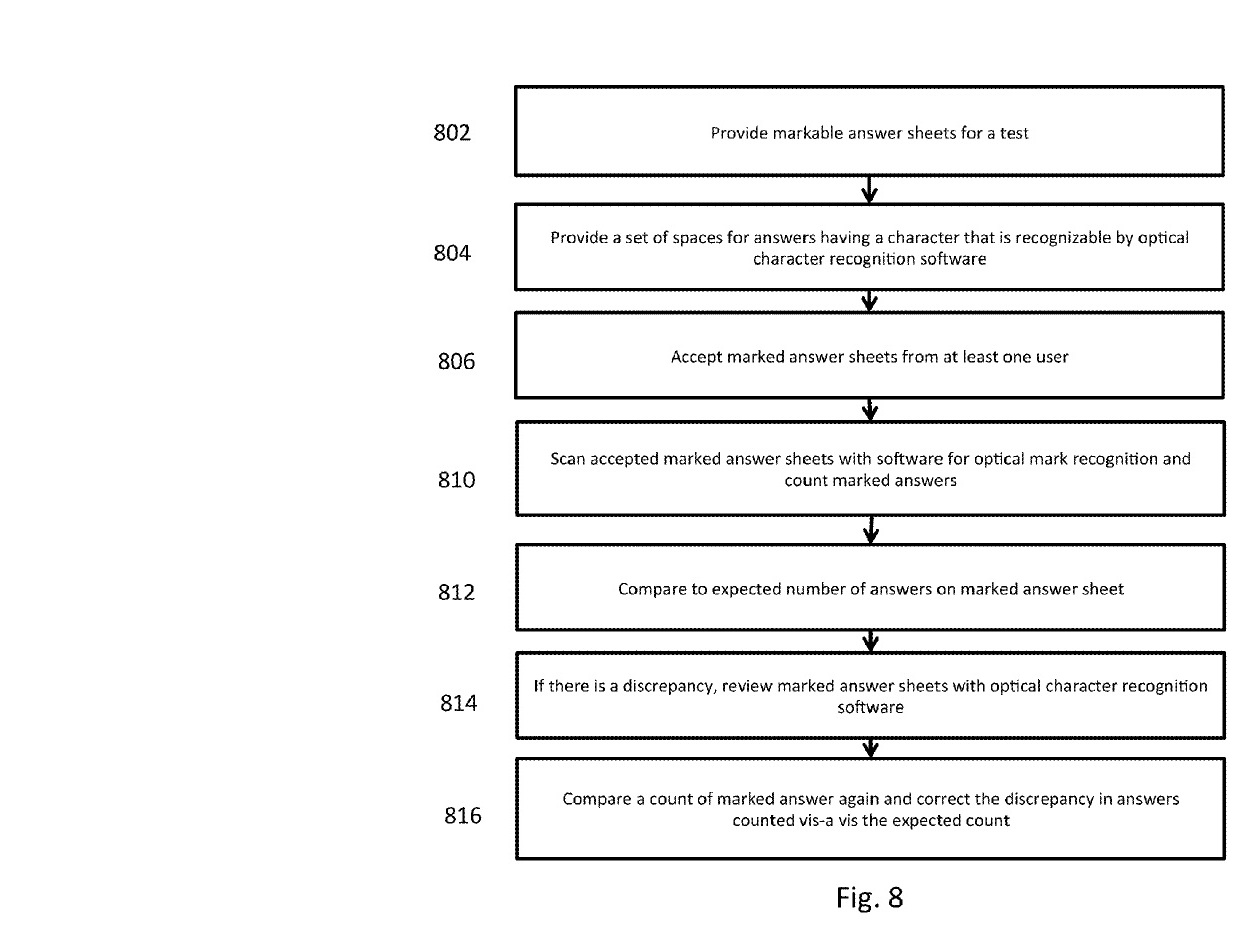 802
Provide markable answer sheets for a test
804
Provide a set of spaces for answers having a character that is recognizable by optical
character recognition software
806
Accept marked answer sheets from at least one user
810
Scan accepted marked answer sheets with software for optical mark recognition and
count marked answers
812
Compare to expected number of answers on marked answer sheet
814
If there is a discrepancy, review marked answer sheets with optical character recognition
software
816
Compare a count of marked answer again and correct the discrepancy in answers
counted vis-a vis the expected count
Fig. 8